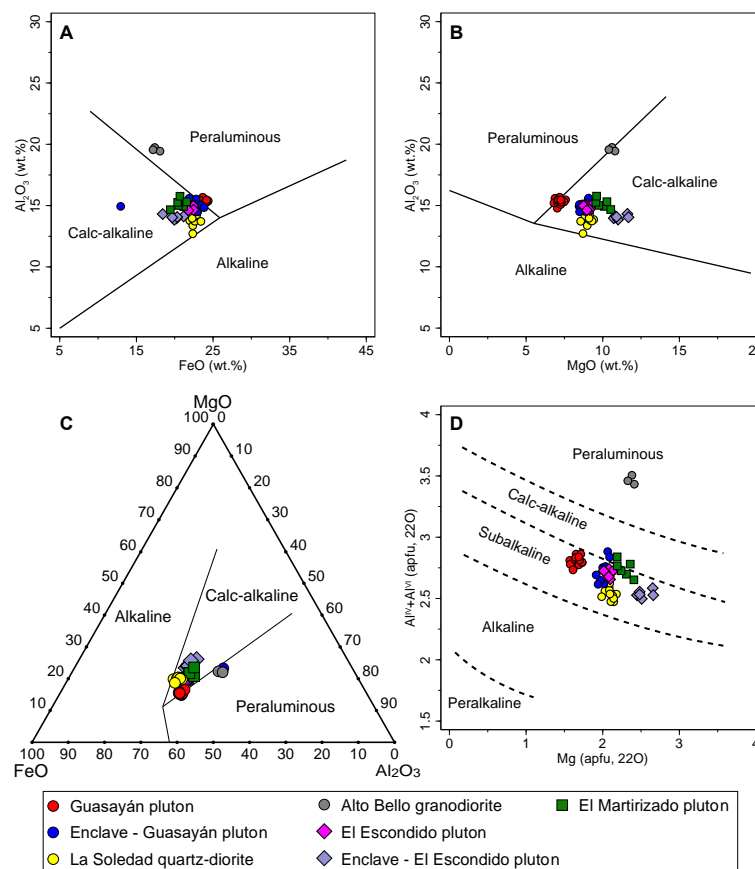 A
30
25
20
15
10
5
Al₂O₃ (wt.%)
Peraluminous
Calc-alkaline
Alkaline
5 15 25 35 45
FeO (wt.%)
B
30
25
20
15
10
5
Al₂O₃ (wt.%)
Peraluminous
Calc-alkaline
Alkaline
0 5 10 15 20
MgO (wt.%)
C
MgO
100 0
90 10
80 20
70 30
60 40
50 50
40 60
30 70
20 80
10 90
Alkaline
Calc-alkaline
Peraluminous
100 90 80 70 60 50 40 30 20 10 0
FeO Al₂O₃
D
4
3.5
3
2.5
2
1.5
Alᴵⱽ+Alⱽᴵ (apfu, 22O)
Peraluminous
Calc-alkaline
Subalkaline
Alkaline
Peralkaline
0 1 2 3 4
Mg (apfu, 22O)
Guasayán pluton
Alto Bello granodiorite
El Martirizado pluton
Enclave - Guasayán pluton
El Escondido pluton
La Soledad quartz-diorite
Enclave - El Escondido pluton